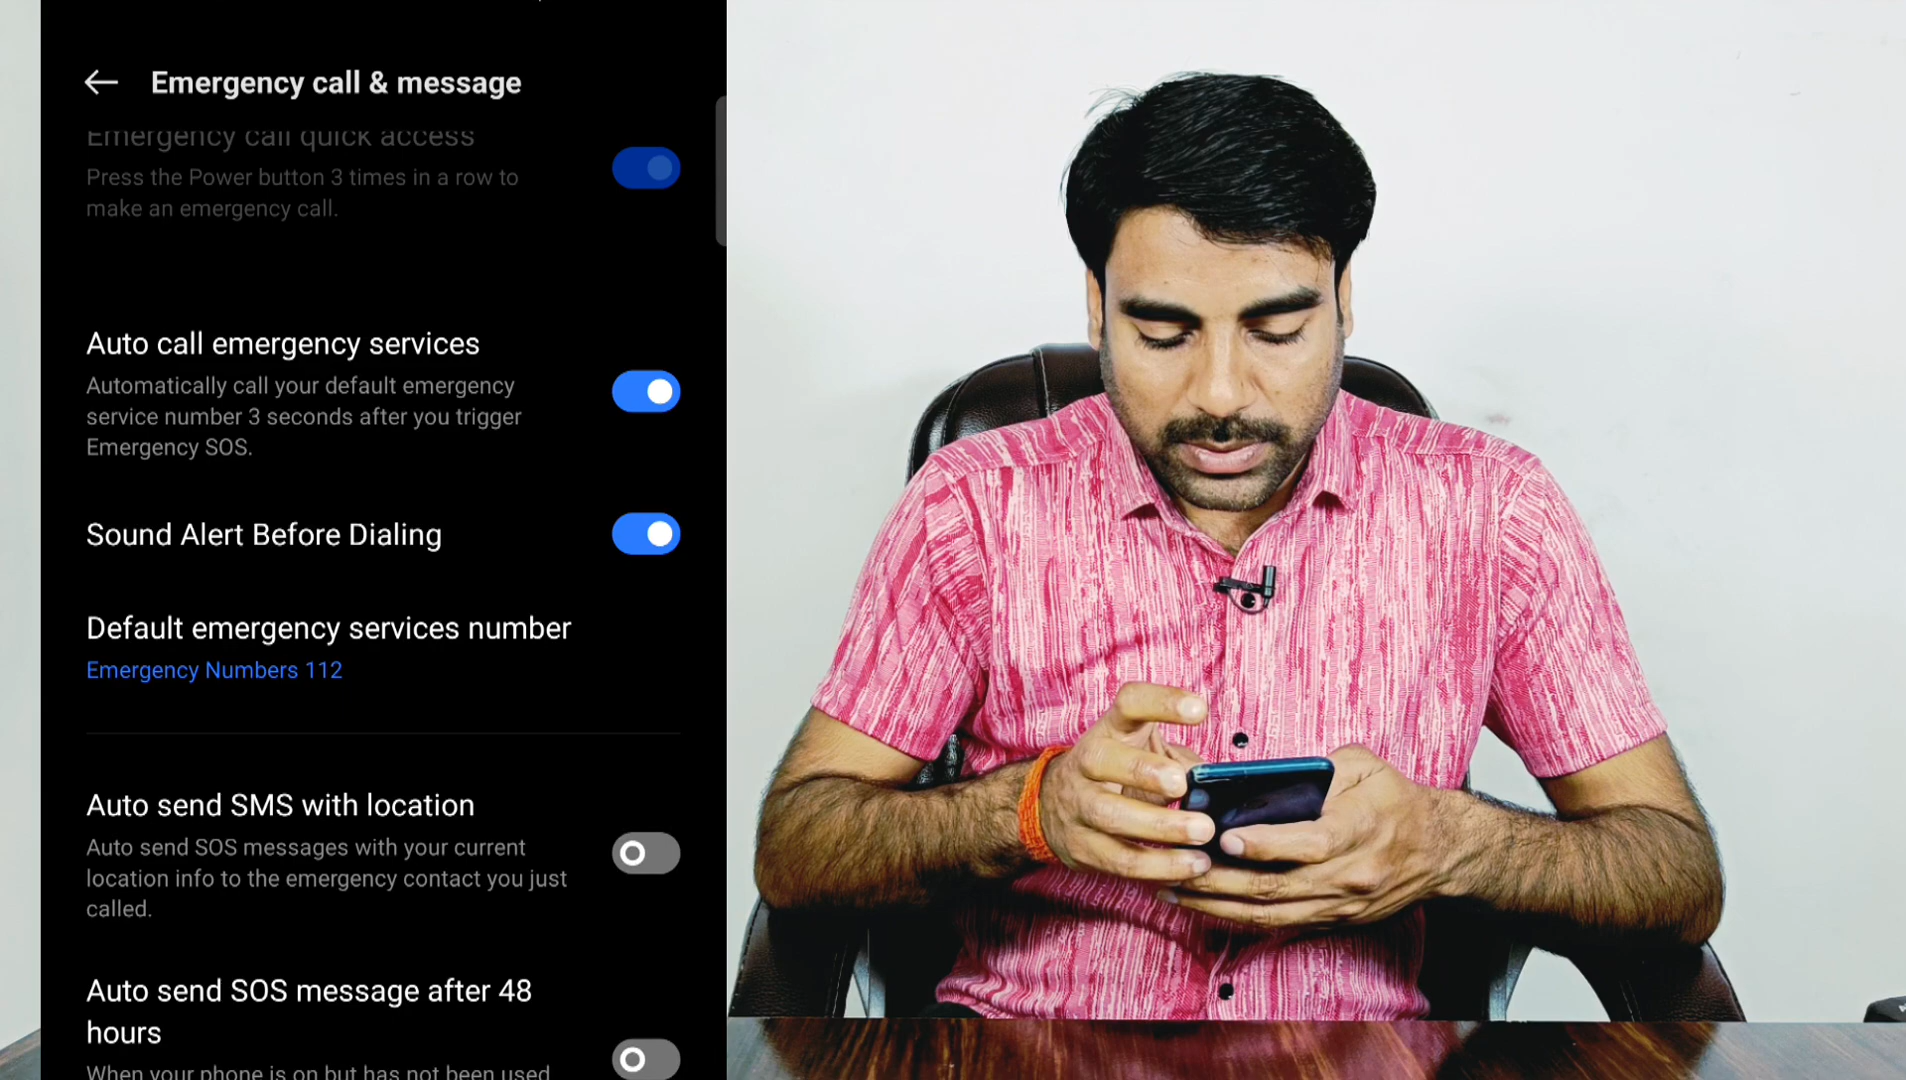 Emergency call & message
Emergency call quick access
Press the Power button 3 times in a row to
make an emergency call.
Auto call emergency services
Automatically call your default emergency
service number 3 seconds after you trigger
Emergency SOS.
Sound Alert Before Dialing
Default emergency services number
Emergency Numbers 112
Auto send SMS with location
Auto send SOS messages with your current
location info to the emergency contact you just
called.
Auto send SOS message after 48
hours
When your phone is on but has not been used